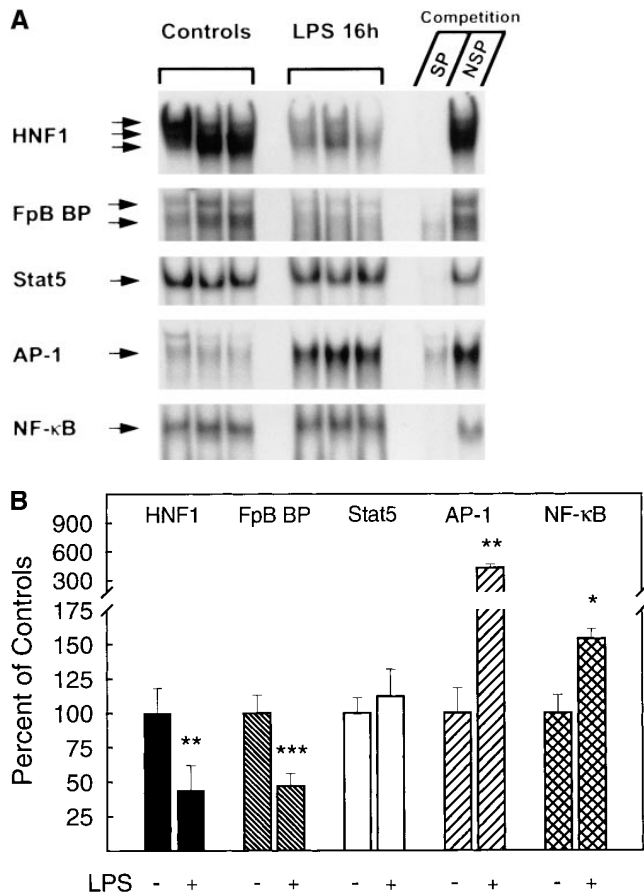 A
Competition
Controls
LPS 16h
SP
NSP
HNF1
FpB BP
Stat5
AP-1
NF-κB
B
HNF1 FpB BP Stat5 AP-1 NF-κB
Percent of Controls
900
600
300
175
150
125
100
75
50
25
** *** ** *
LPS - + - + - + - + - +